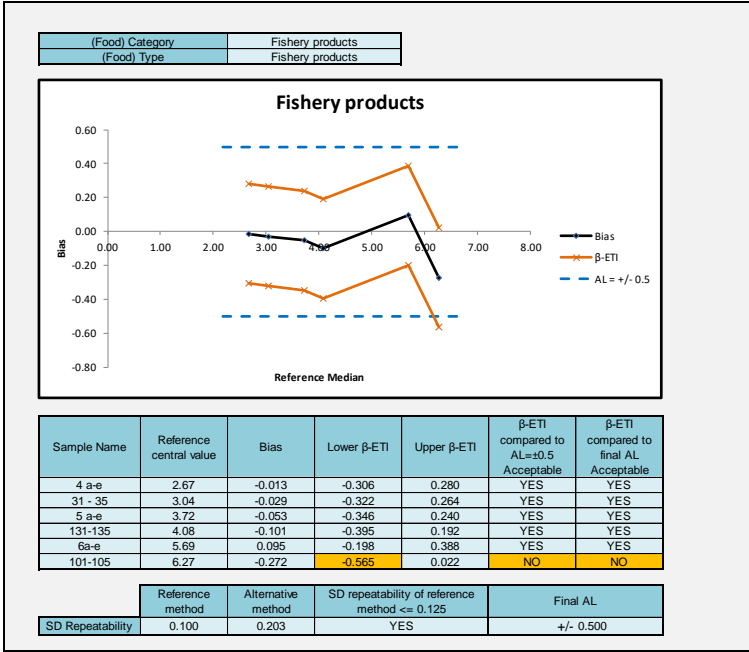 (Food) Category Fishery products
(Food) Type Fishery products
Fishery products
0.60
0.40
0.20
0.00
0.00 1.00 2.00 3.00 4.00 5.00 6.00 7.00 8.00
-0.20
-0.40
-0.60
-0.80
Bias
Reference Median
Bias
β-ETI
AL = +/- 0.5
Sample Name Reference central value Bias Lower β-ETI Upper β-ETI β-ETI compared to AL=±0.5 Acceptable β-ETI compared to final AL Acceptable
4 a-e 2.67 -0.013 -0.306 0.280 YES YES
31 - 35 3.04 -0.029 -0.322 0.264 YES YES
5 a-e 3.72 -0.053 -0.346 0.240 YES YES
131-135 4.08 -0.101 -0.395 0.192 YES YES
6a-e 5.69 0.095 -0.198 0.388 YES YES
101-105 6.27 -0.272 -0.565 0.022 NO NO
Reference method Alternative method SD repeatability of reference method <= 0.125 Final AL
SD Repeatability 0.100 0.203 YES +/- 0.500